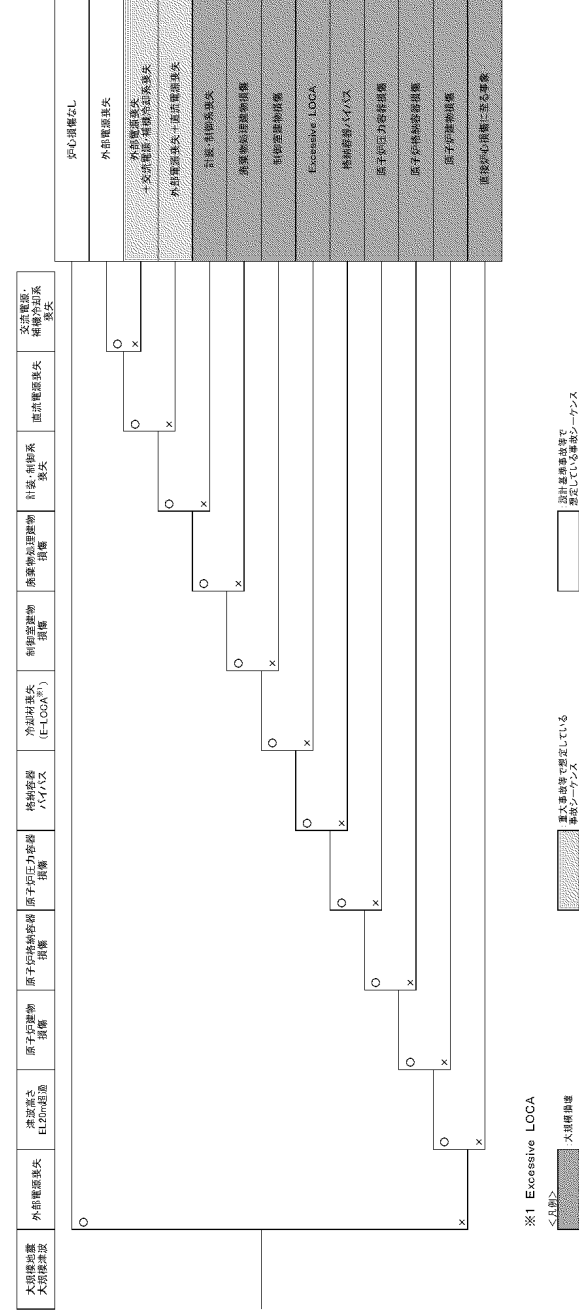 大規模地震
大規模津波
外部電源喪失
津波高さ
EL20m超過
原子炉建物
損傷
原子炉格納容器
損傷
原子炉圧力容器
損傷
格納容器
バイパス
冷却材喪失
(E-LOCA※1)
制御室建物
損傷
廃棄物処理建物
損傷
計装・制御系
喪失
直流電源喪失
交流電源・
補機冷却系
喪失
炉心損傷なし
外部電源喪失
外部電源喪失
+交流電源・補機冷却系喪失
外部電源喪失+直流電源喪失
計装・制御系喪失
廃棄物処理建物損傷
制御室建物損傷
Excessive LOCA
格納容器バイパス
原子炉圧力容器損傷
原子炉格納容器損傷
原子炉建物損傷
直接炉心損傷に至る事象
○
×
○
×
○
×
○
×
○
×
○
×
○
×
○
×
○
×
○
×
○
×
○
×
※1 Excessive LOCA
<凡例>
:大規模損壊
:重大事故等で想定している
事故シーケンス
:設計基準事故等で
想定している事故シーケンス